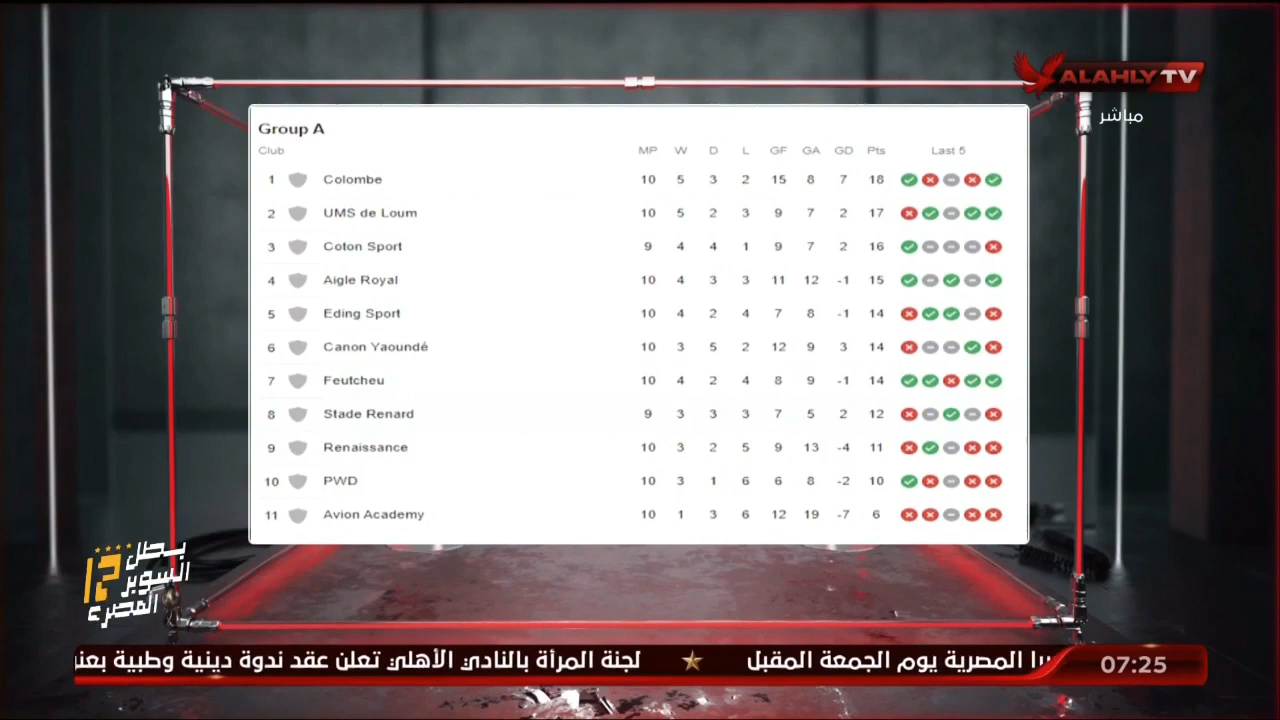 ALAHLY TV
مباشر
Group A
Club MP W D L GF GA GD Pts Last 5
1 Colombe 10 5 3 2 15 8 7 18
2 UMS de Loum 10 5 2 3 9 7 2 17
3 Coton Sport 9 4 4 1 9 7 2 16
4 Aigle Royal 10 4 3 3 11 12 -1 15
5 Eding Sport 10 4 2 4 7 8 -1 14
6 Canon Yaoundé 10 3 5 2 12 9 3 14
7 Feutcheu 10 4 2 4 8 9 -1 14
8 Stade Renard 9 3 3 3 7 5 2 12
9 Renaissance 10 3 2 5 9 13 -4 11
10 PWD 10 3 1 6 6 8 -2 10
11 Avion Academy 10 1 3 6 12 19 -7 6
بطل
السوبر
المصري
12
را المصرية يوم الجمعة المقبل ★ لجنة المرأة بالنادي الأهلي تعلن عقد ندوة دينية وطبية بعنو
07:25